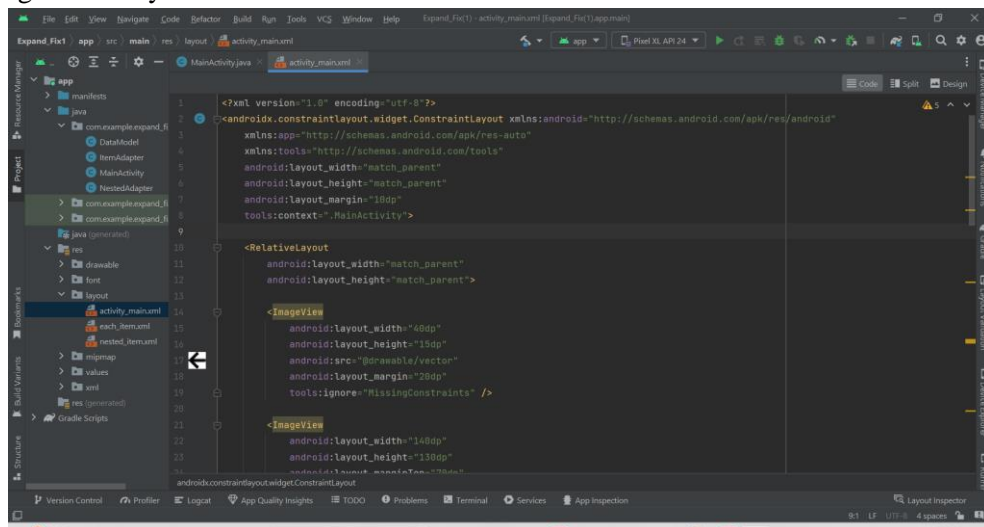 File Edit View Navigate Code Refactor Build Run Tools VCS Window Help Expand_Fix(1) - activity_main.xml [Expand_Fix(1).app.main]
Expand_Fix1 app src main res layout activity_main.xml app Pixel XL API 24
MainActivity.java activity_main.xml
Code Split Design
app
manifests
java
com.example.expand_fi
DataModel
ItemAdapter
MainActivity
NestedAdapter
com.example.expand_fi
com.example.expand_fi
java (generated)
res
drawable
font
layout
activity_main.xml
each_item.xml
nested_item.xml
mipmap
values
xml
res (generated)
Gradle Scripts
Resource Manager
Project
Bookmarks
Build Variants
Structure
5
1 <?xml version="1.0" encoding="utf-8"?>
2 <androidx.constraintlayout.widget.ConstraintLayout xmlns:android="http://schemas.android.com/apk/res/android"
3 xmlns:app="http://schemas.android.com/apk/res-auto"
4 xmlns:tools="http://schemas.android.com/tools"
5 android:layout_width="match_parent"
6 android:layout_height="match_parent"
7 android:layout_margin="10dp"
8 tools:context=".MainActivity">
9
10 <RelativeLayout
11 android:layout_width="match_parent"
12 android:layout_height="match_parent">
13
14 <ImageView
15 android:layout_width="40dp"
16 android:layout_height="15dp"
17 android:src="@drawable/vector"
18 android:layout_margin="20dp"
19 tools:ignore="MissingConstraints" />
20
21 <ImageView
22 android:layout_width="140dp"
23 android:layout_height="130dp"
androidx.constraintlayout.widget.ConstraintLayout
Version Control Profiler Logcat App Quality Insights TODO Problems Terminal Services App Inspection Layout Inspector
9:1 LF UTF-8 4 spaces